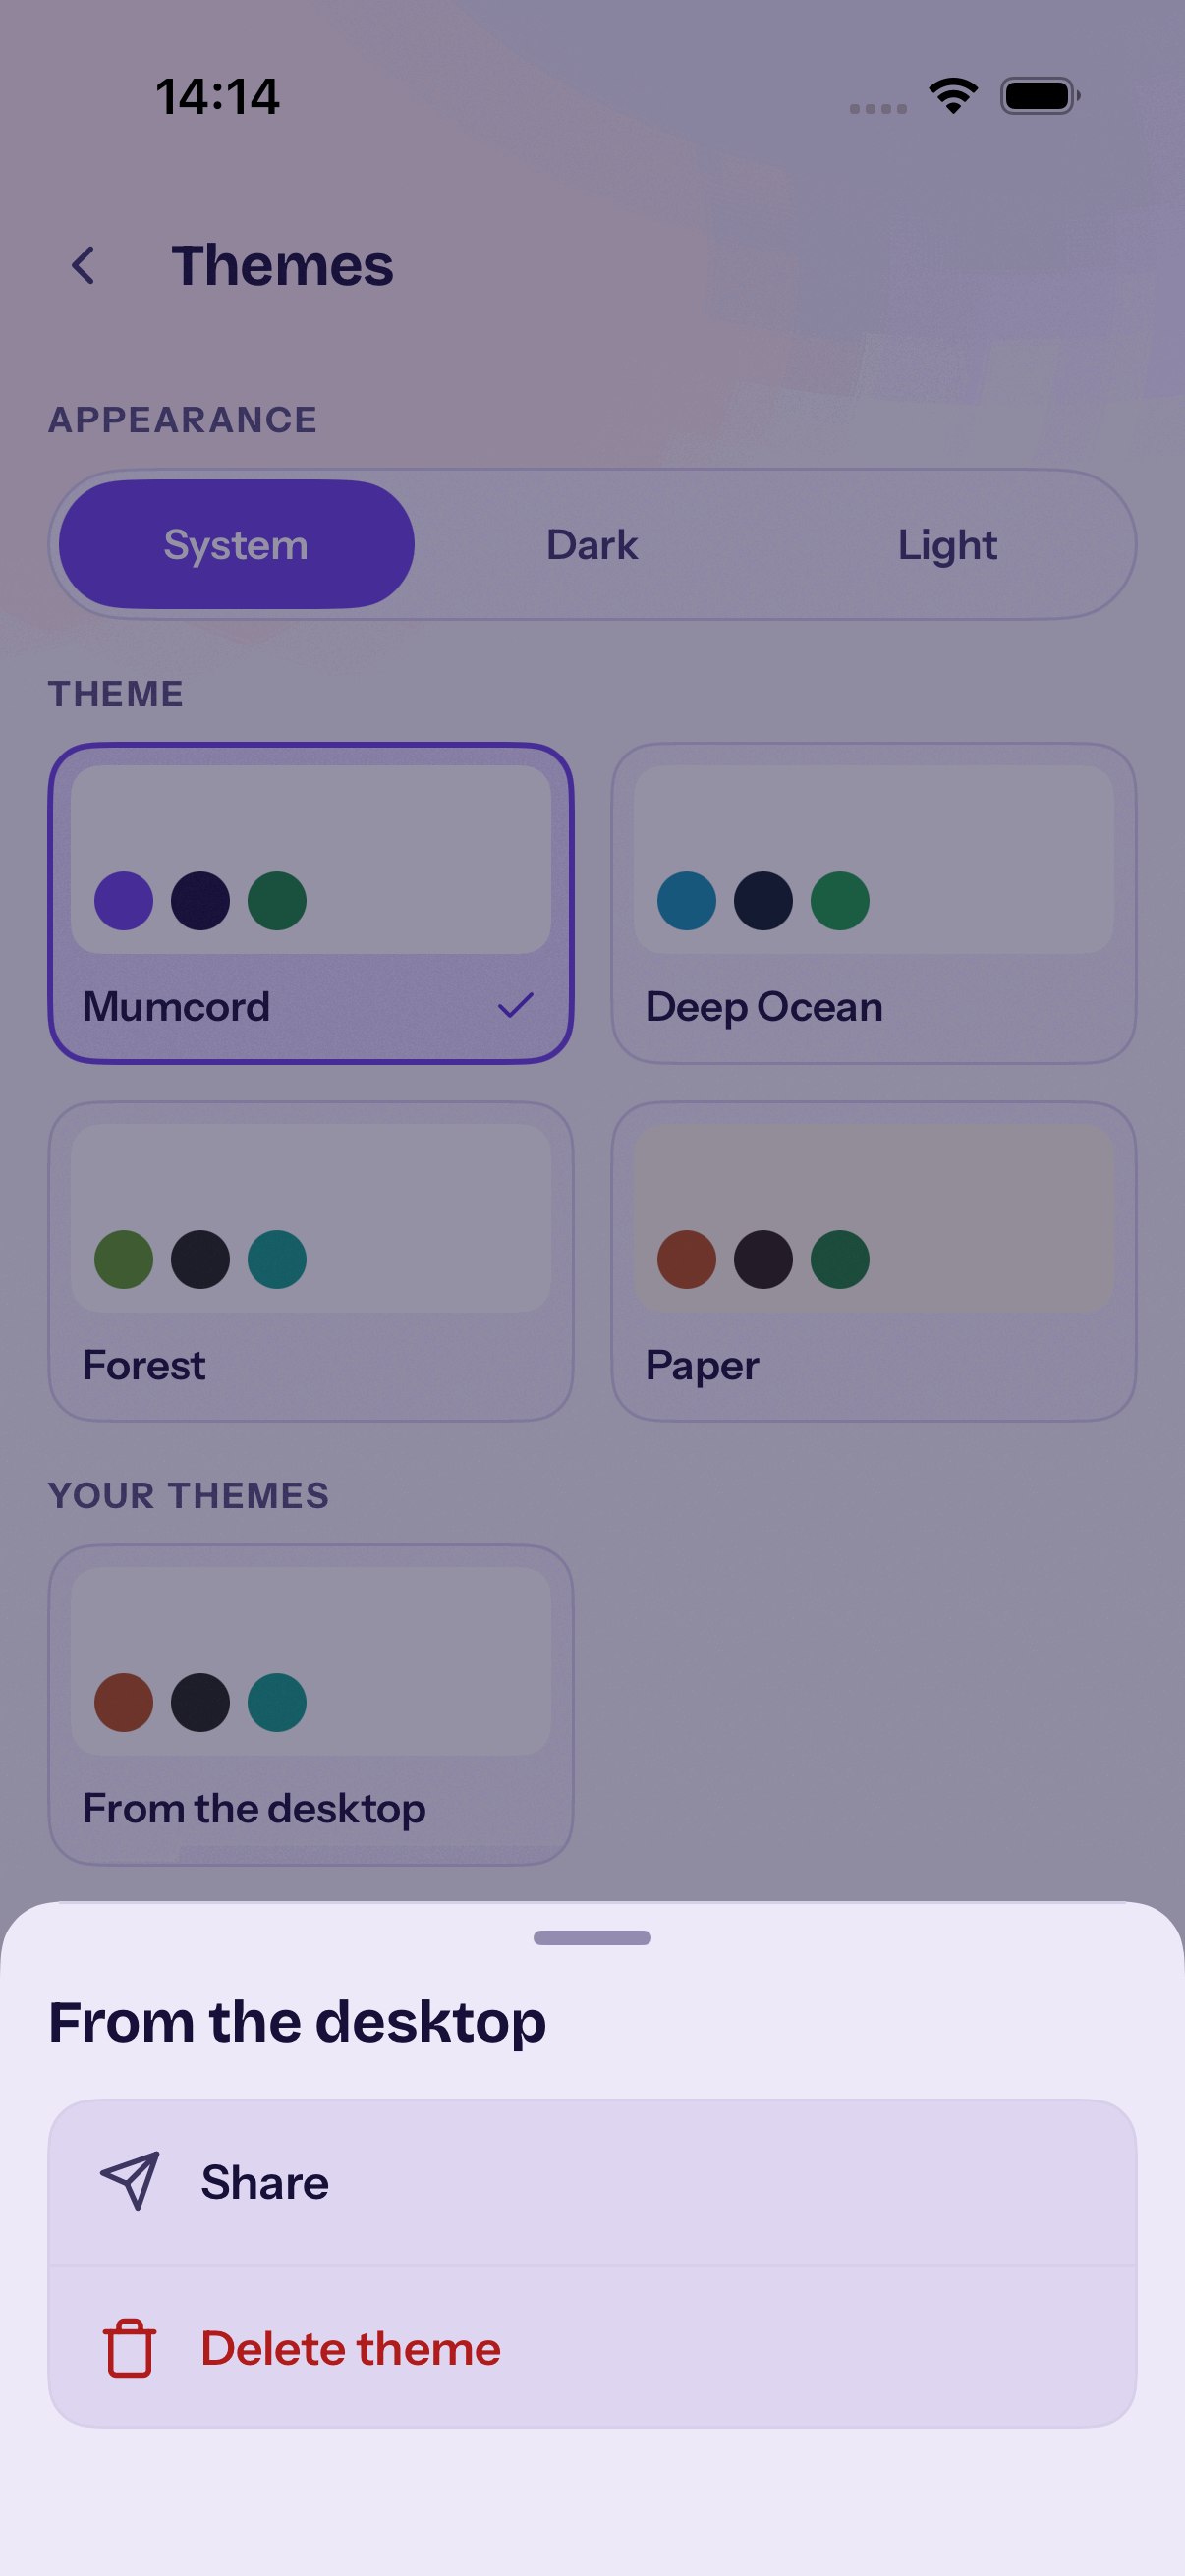 14:14
Themes
APPEARANCE
System
Dark
Light
THEME
Mumcord
Deep Ocean
Forest
Paper
YOUR THEMES
From the desktop
From the desktop
Share
Delete theme